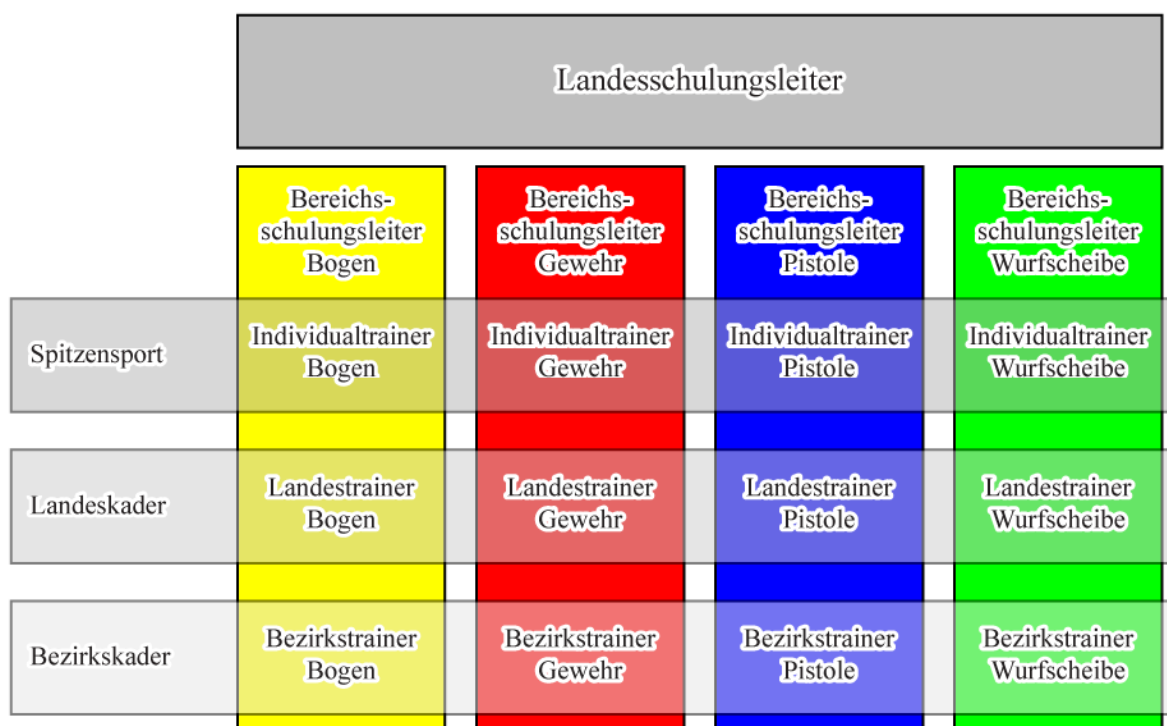 Landesschulungsleiter
Bereichs-
schulungsleiter
Bogen
Bereichs-
schulungsleiter
Gewehr
Bereichs-
schulungsleiter
Pistole
Bereichs-
schulungsleiter
Wurfscheibe
Spitzensport
Individualtrainer
Bogen
Individualtrainer
Gewehr
Individualtrainer
Pistole
Individualtrainer
Wurfscheibe
Landeskader
Landestrainer
Bogen
Landestrainer
Gewehr
Landestrainer
Pistole
Landestrainer
Wurfscheibe
Bezirkskader
Bezirkstrainer
Bogen
Bezirkstrainer
Gewehr
Bezirkstrainer
Pistole
Bezirkstrainer
Wurfscheibe